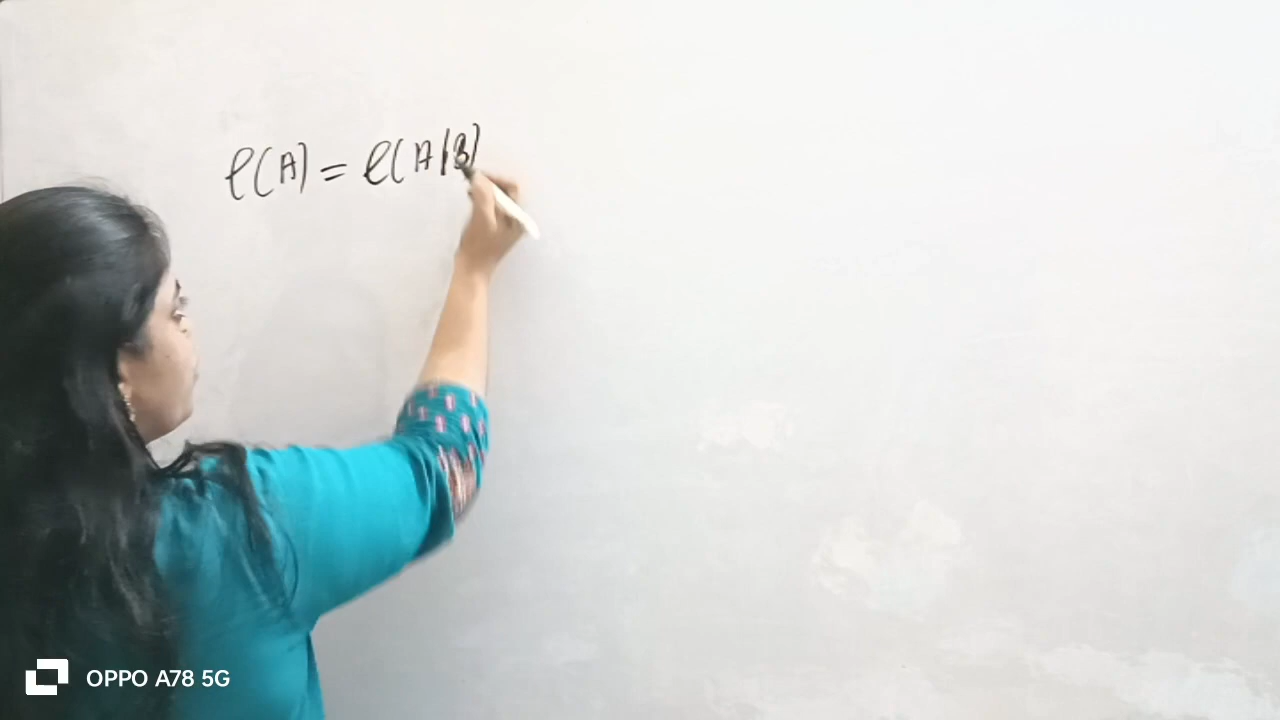 ρ(A) = ρ(A|B)
OPPO A78 5G